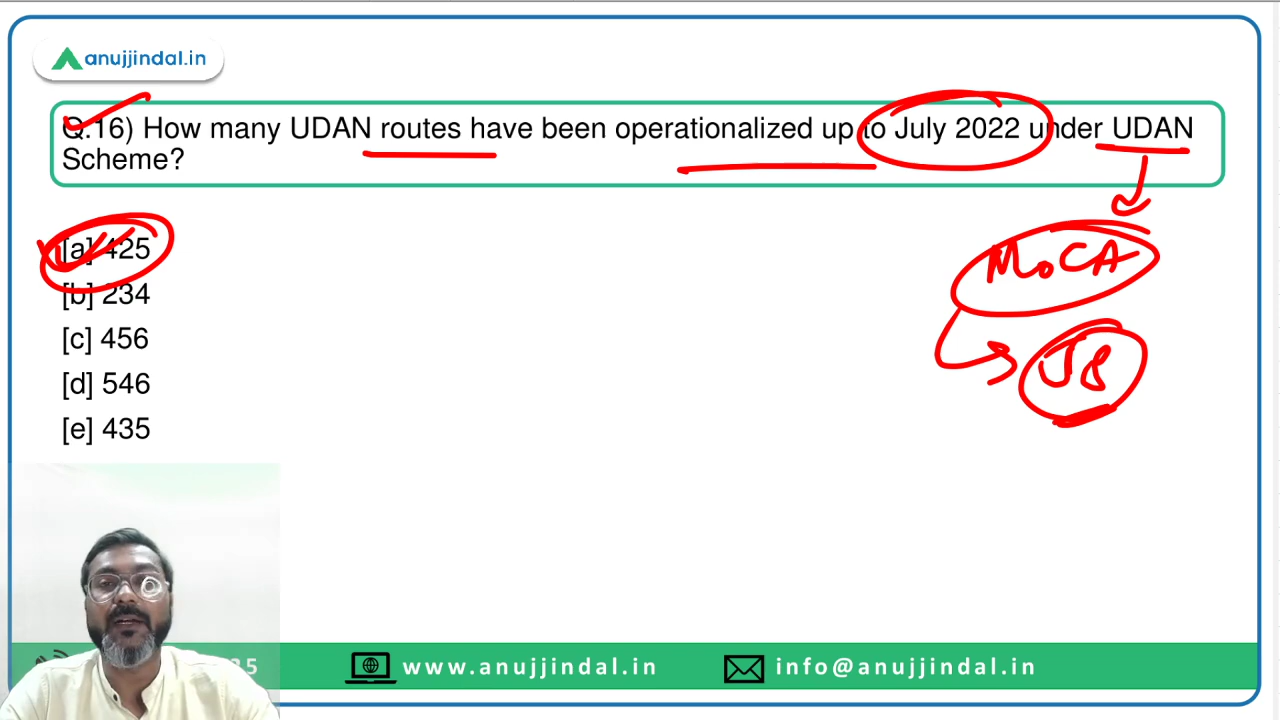 anujjindal.in
Q.16) How many UDAN routes have been operationalized up to July 2022 under UDAN
Scheme?
[a] 425
[b] 234
[c] 456
[d] 546
[e] 435
MoCA
JS
www.anujjindal.in
info@anujjindal.in